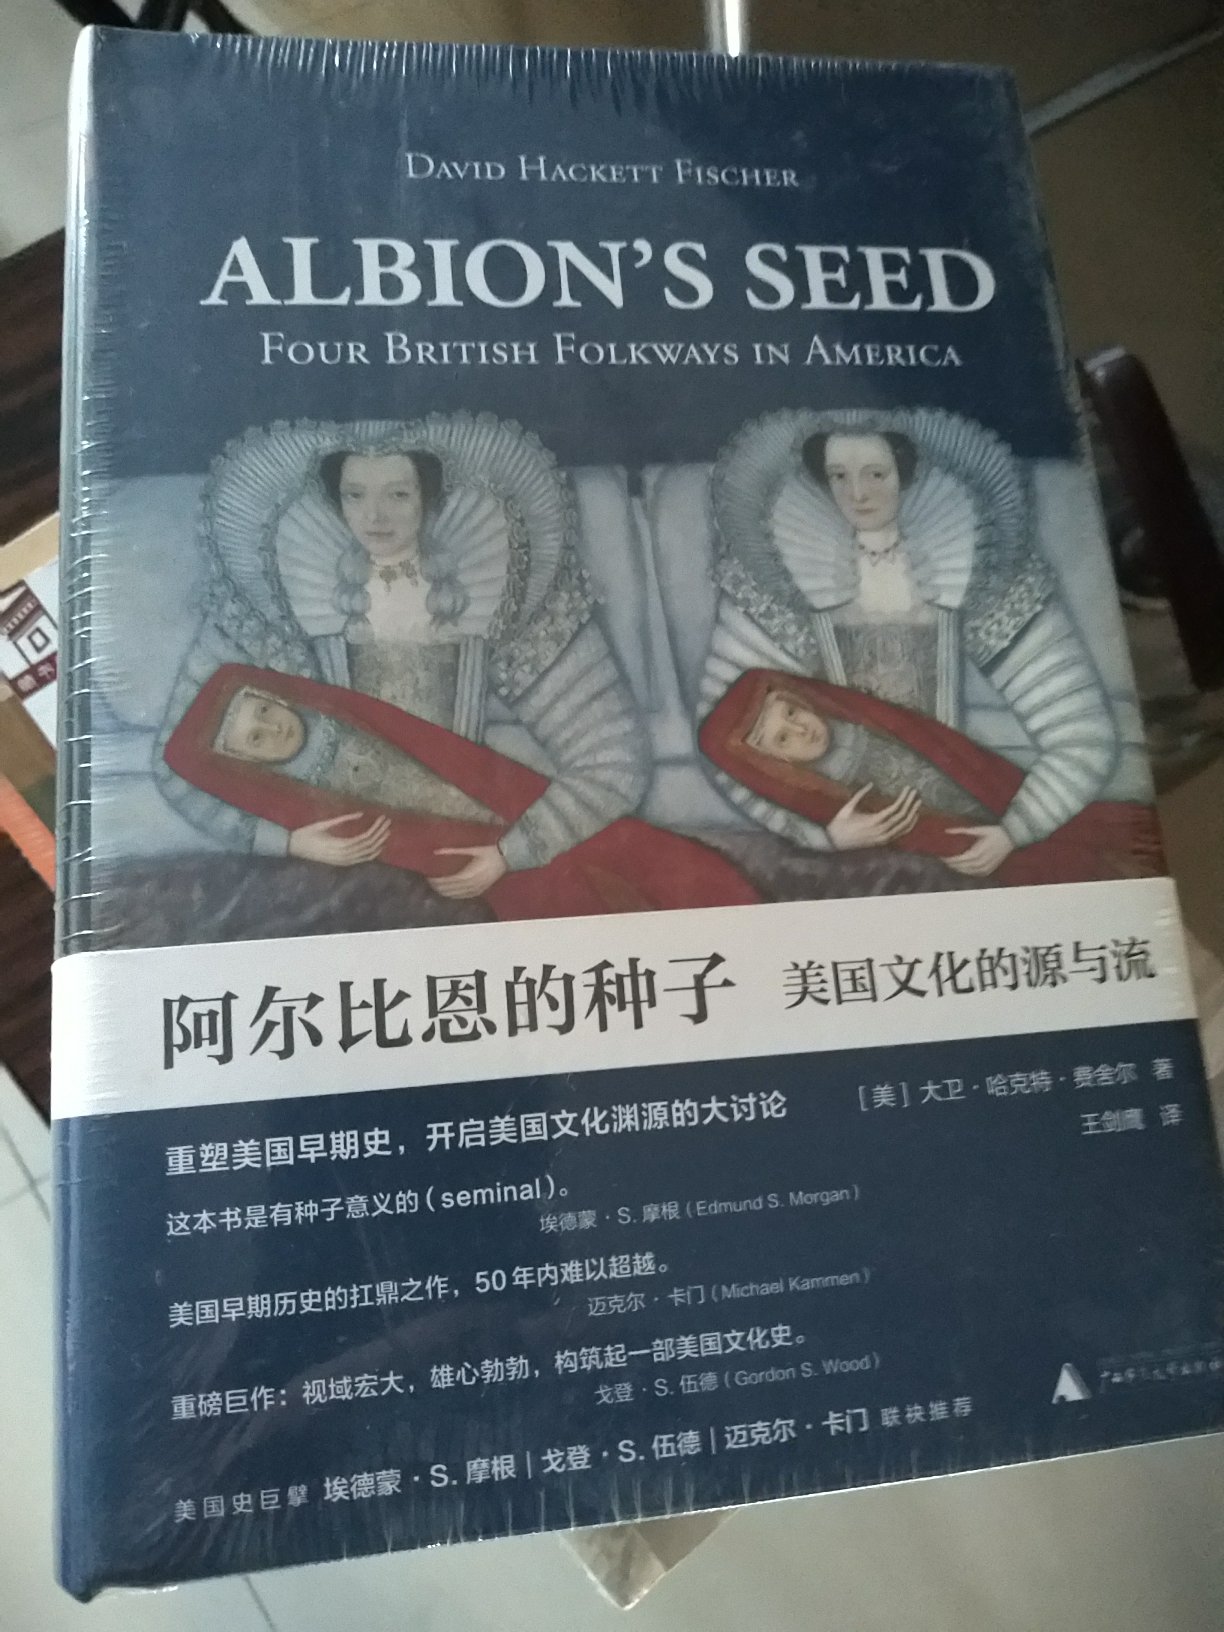 DAVID HACKETT FISCHER
ALBION'S SEED
FOUR BRITISH FOLKWAYS IN AMERICA
阿尔比恩的种子 美国文化的源与流
[美] 大卫·哈克特·费舍尔 著
王剑鹰 译
重塑美国早期史，开启美国文化渊源的大讨论
这本书是有种子意义的(seminal)。
埃德蒙·S.摩根(Edmund S. Morgan)
美国早期历史的扛鼎之作，50年内难以超越。
迈克尔·卡门(Michael Kammen)
重磅巨作：视域宏大，雄心勃勃，构筑起一部美国文化史。
戈登·S.伍德(Gordon S. Wood)
美国史巨擘 埃德蒙·S.摩根|戈登·S.伍德|迈克尔·卡门 联袂推荐